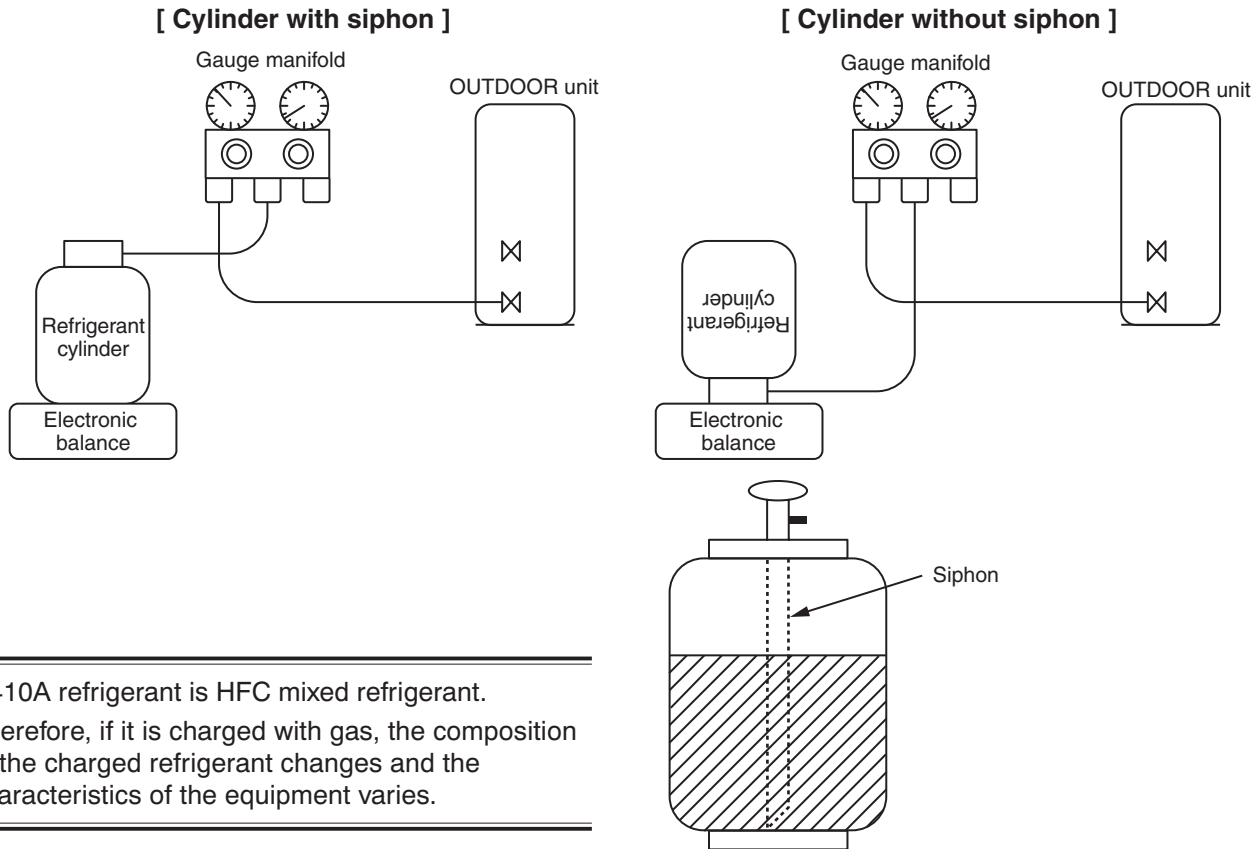 [ Cylinder with siphon ]
Gauge manifold
OUTDOOR unit
Refrigerant
cylinder
Electronic
balance
[ Cylinder without siphon ]
Gauge manifold
OUTDOOR unit
Refrigerant
cylinder
Electronic
balance
Siphon
10A refrigerant is HFC mixed refrigerant.
erefore, if it is charged with gas, the composition
the charged refrigerant changes and the
aracteristics of the equipment varies.